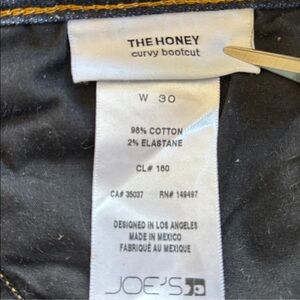 THE HONEY
curvy bootcut
W 30
98% COTTON
2% ELASTANE
CL# 160
CA# 35037 RN# 149497
DESIGNED IN LOS ANGELES
MADE IN MEXICO
FABRIQUÉ AU MEXIQUE
JOE'S